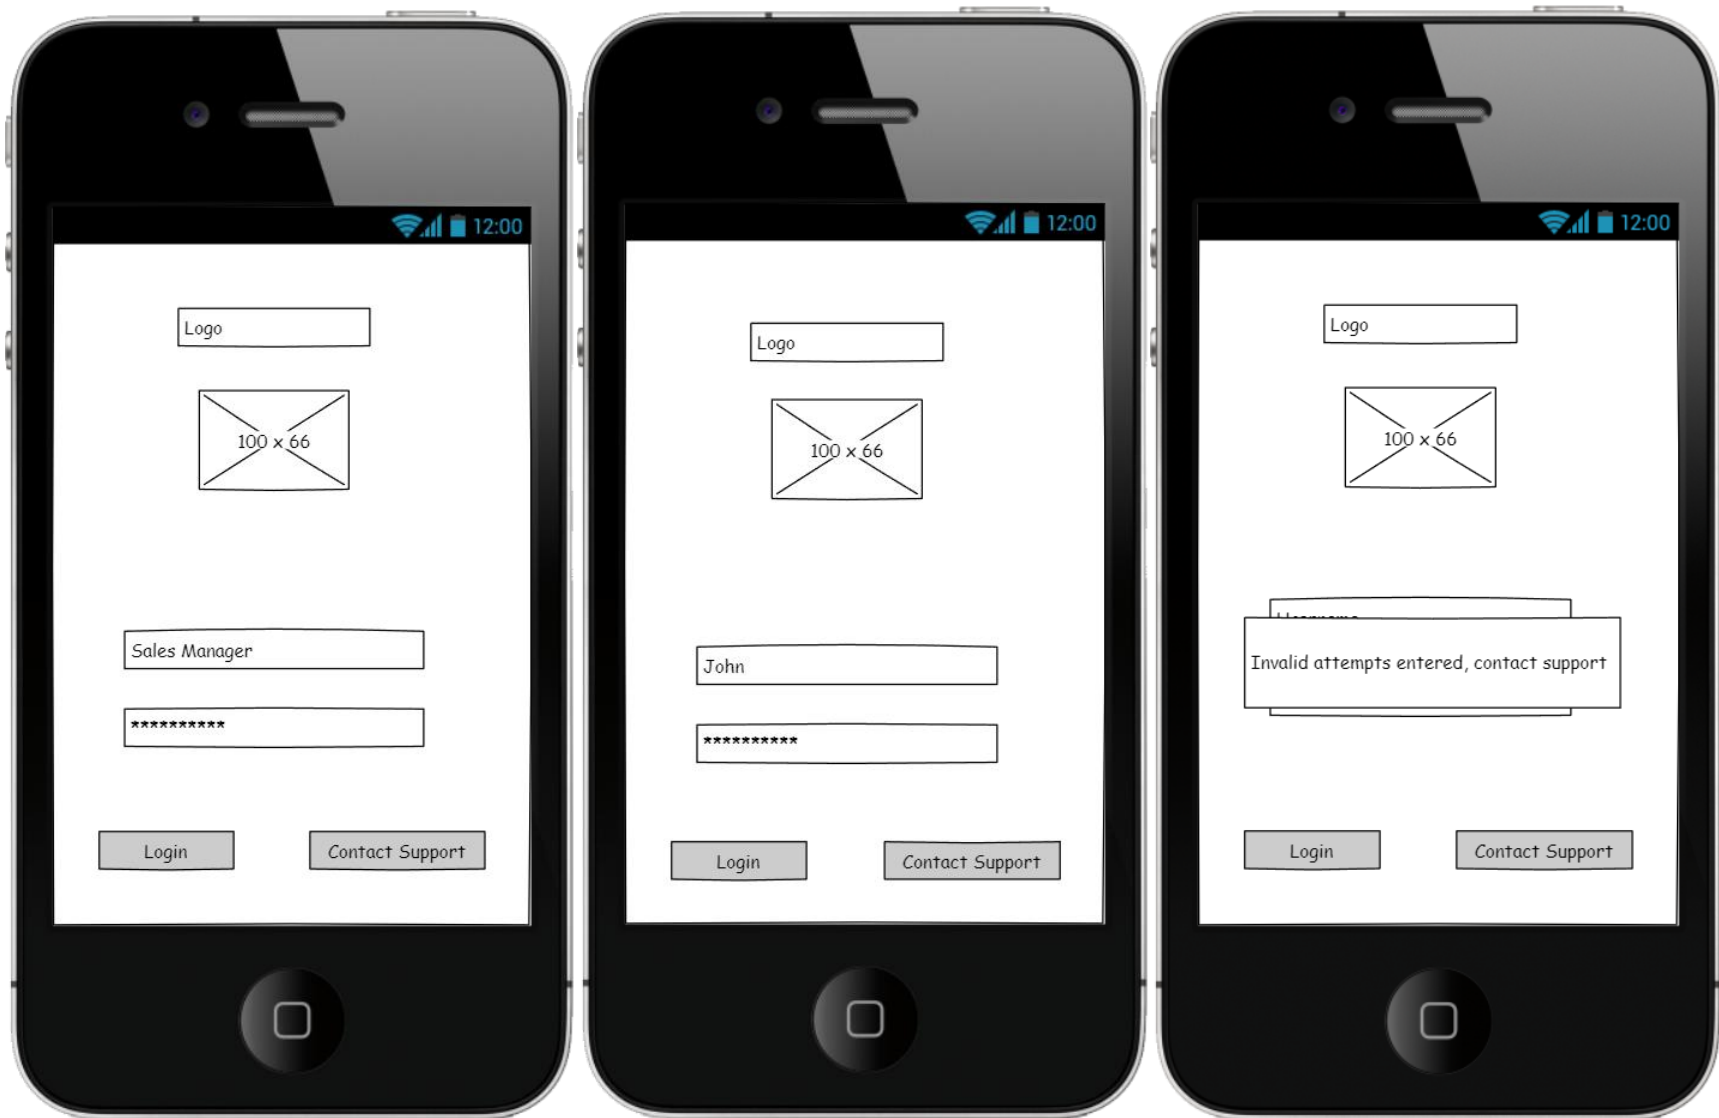 12:00
Logo
100 x 66
Sales Manager
**********
Login Contact Support
12:00
Logo
100 x 66
John
**********
Login Contact Support
12:00
Logo
100 x 66
Invalid attempts entered, contact support
Login Contact Support